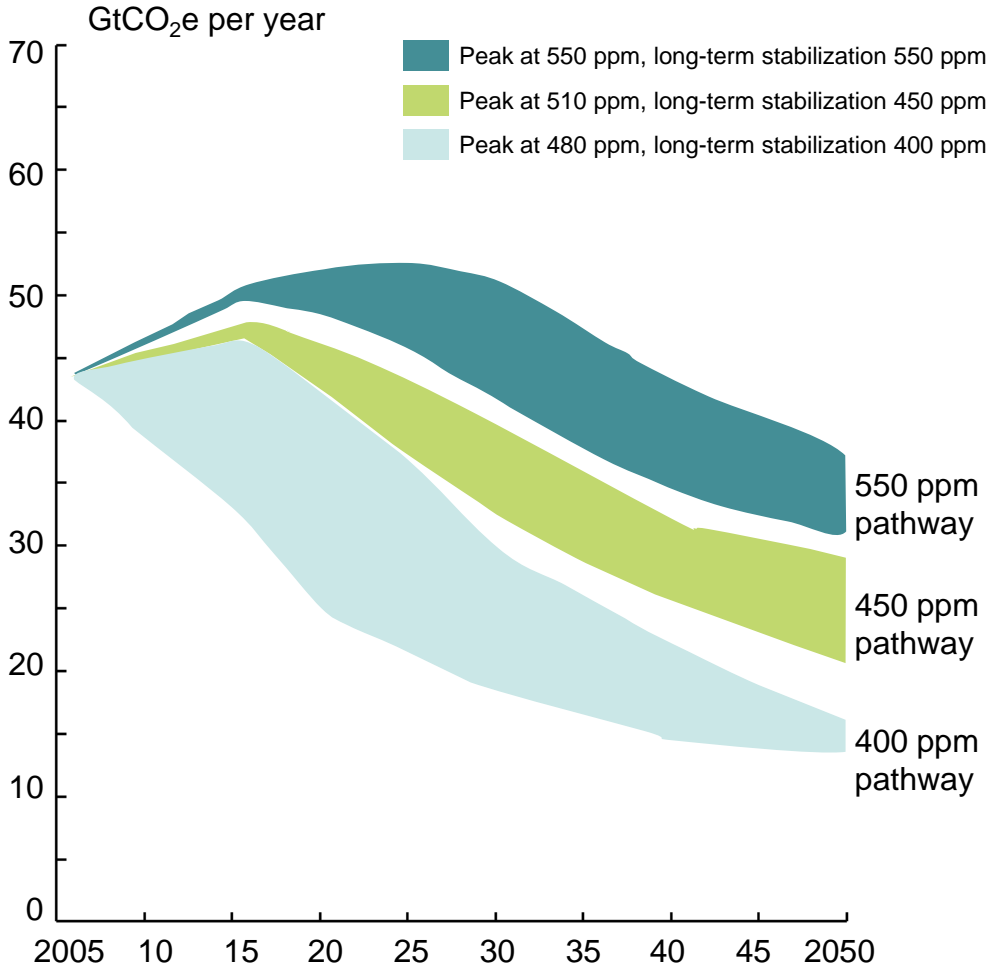 GtCO₂e per year
70
60
50
40
30
20
10
0
Peak at 550 ppm, long-term stabilization 550 ppm
Peak at 510 ppm, long-term stabilization 450 ppm
Peak at 480 ppm, long-term stabilization 400 ppm
550 ppm
pathway
450 ppm
pathway
400 ppm
pathway
2005 10 15 20 25 30 35 40 45 2050